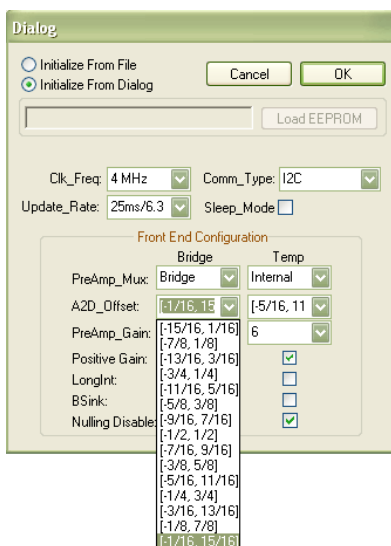 Dialog
Initialize From File
Initialize From Dialog
Cancel OK
Load EEPROM
Clk_Freq: 4 MHz Comm_Type: I2C
Update_Rate: 25ms/6.3 Sleep_Mode
Front End Configuration
Bridge Temp
PreAmp_Mux: Bridge Internal
A2D_Offset: [-1/16, 15 [-5/16, 11
PreAmp_Gain: 6
Positive Gain:
LongInt:
BSink:
Nulling Disable:
[-15/16, 1/16]
[-7/8, 1/8]
[-13/16, 3/16]
[-3/4, 1/4]
[-11/16, 5/16]
[-5/8, 3/8]
[-9/16, 7/16]
[-1/2, 1/2]
[-7/16, 9/16]
[-3/8, 5/8]
[-5/16, 11/16]
[-1/4, 3/4]
[-3/16, 13/16]
[-1/8, 7/8]
[-1/16, 15/16]